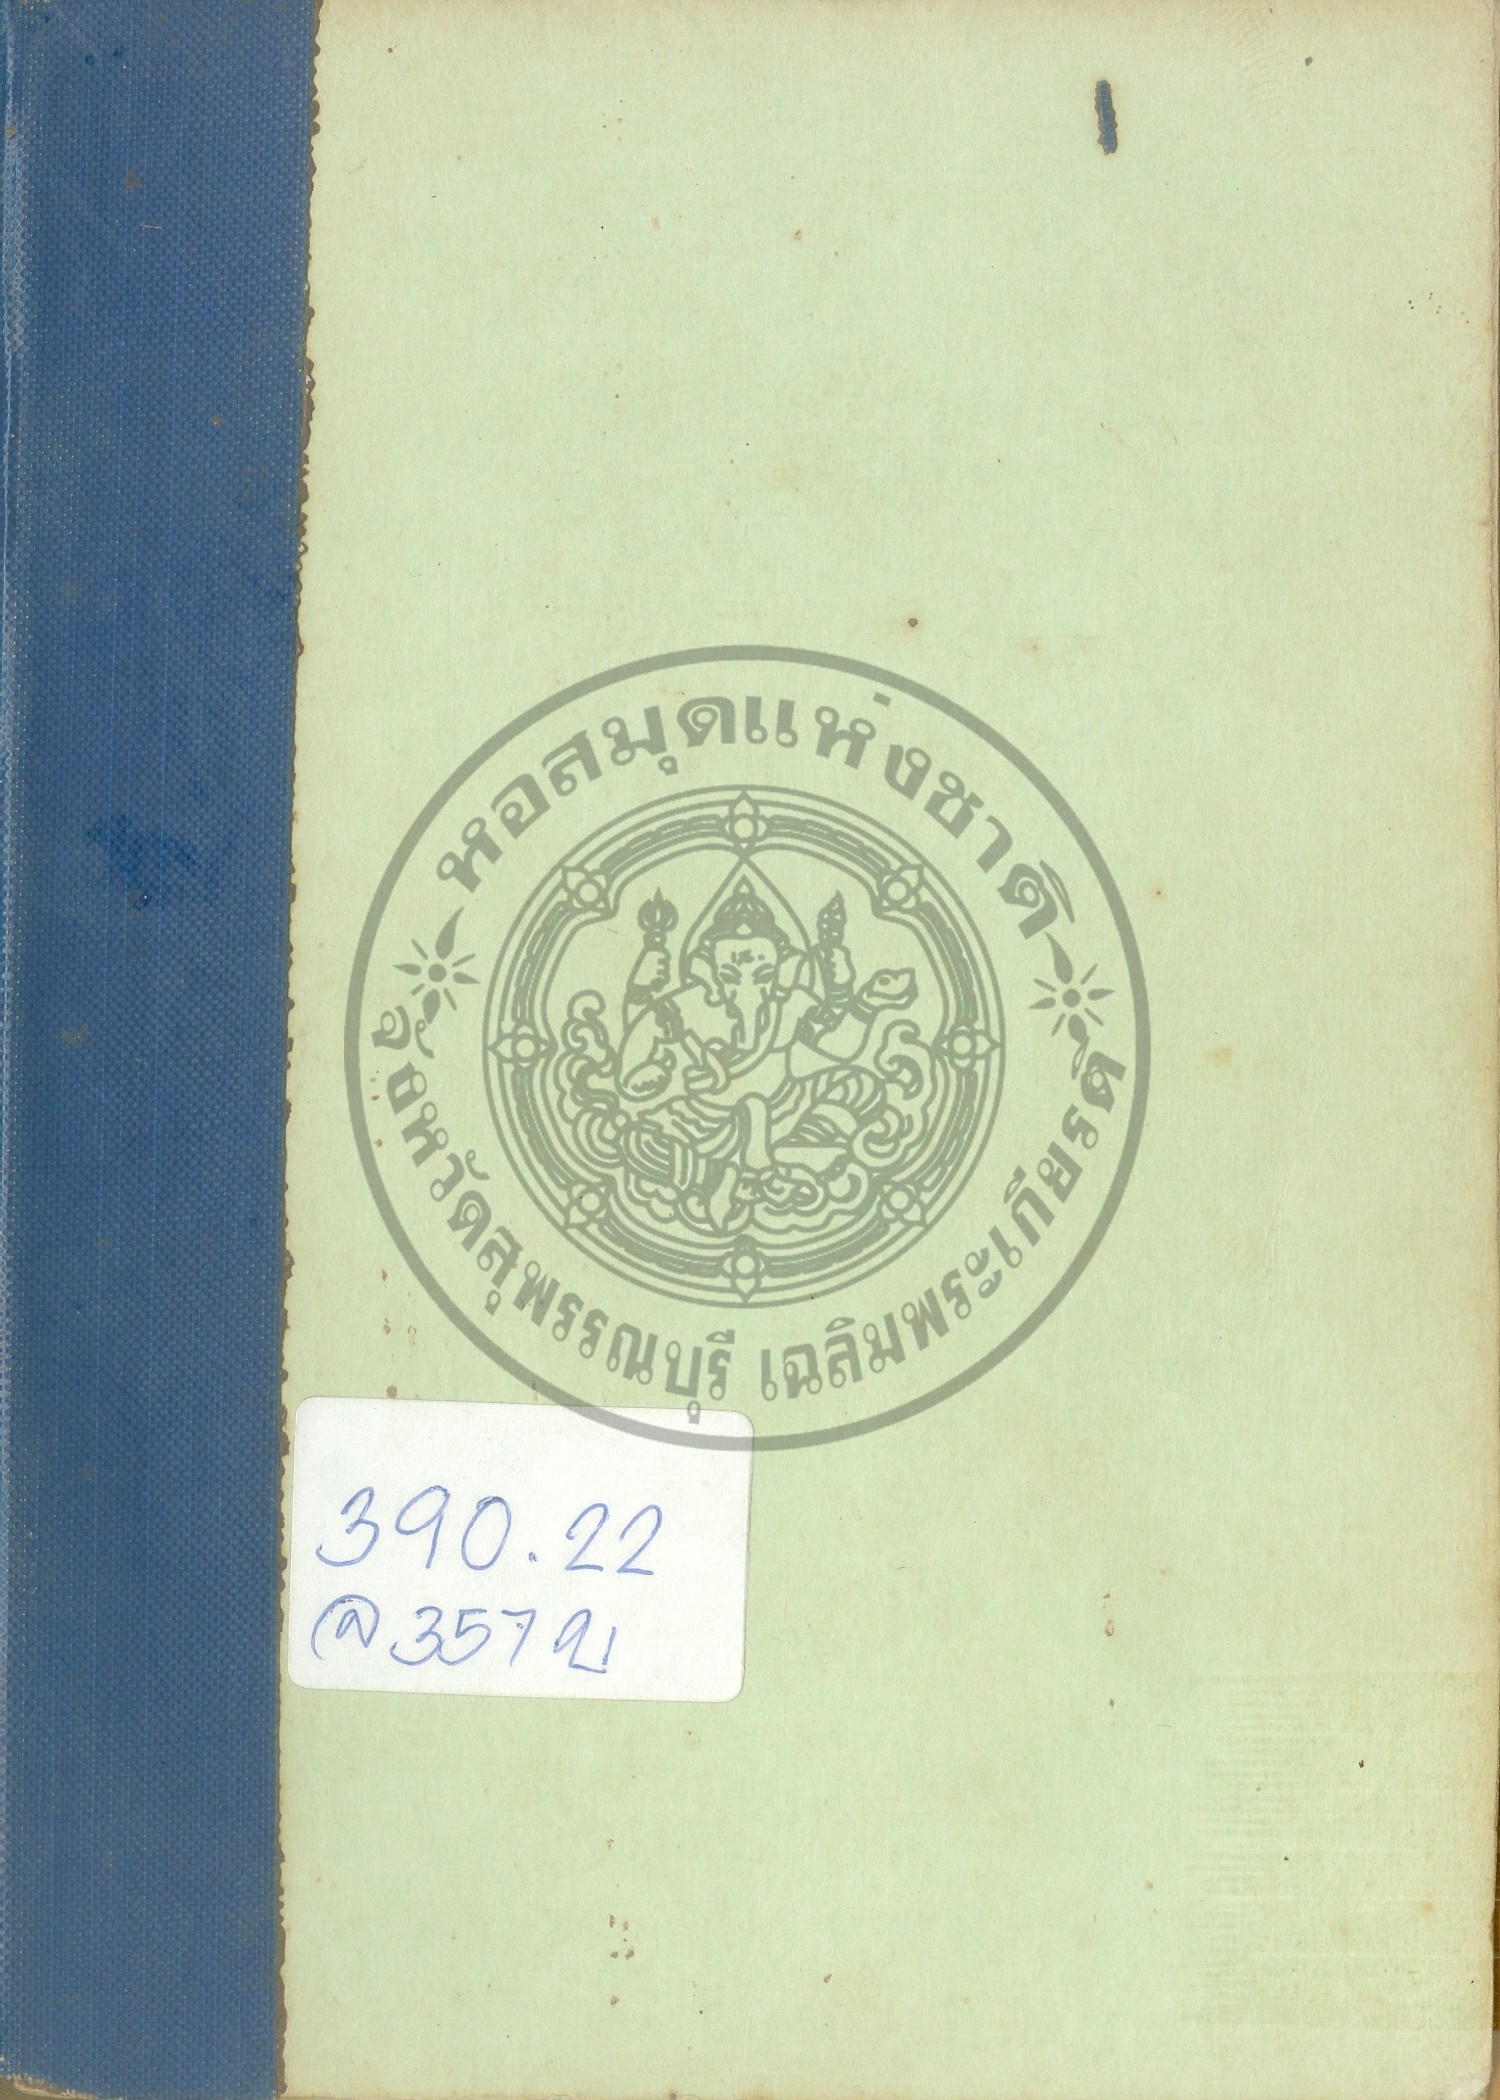 หอสมุดแห่งชาติ
จังหวัดสุพรรณบุรี เฉลิมพระเกียรติ
390.22
จ357ข